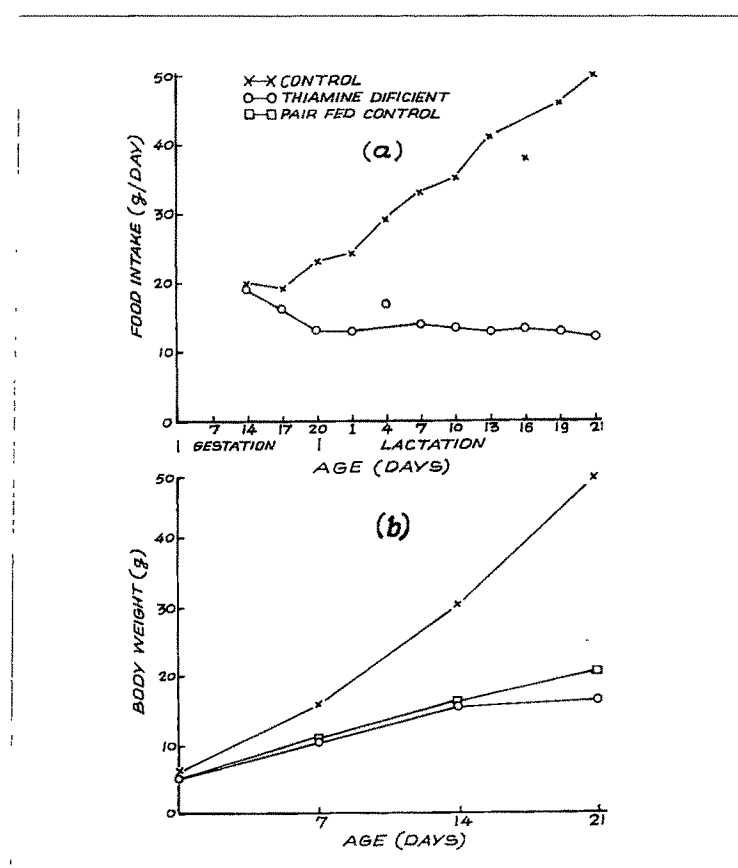 ×—× CONTROL
○—○ THIAMINE DIFICIENT
□—□ PAIR FED CONTROL
(a)
FOOD INTAKE (g/DAY)
50
40
30
20
10
0
7 14 17 20 1 4 7 10 13 16 19 21
GESTATION LACTATION
AGE (DAYS)
(b)
BODY WEIGHT (g)
50
40
30
20
10
0
7 14 21
AGE (DAYS)